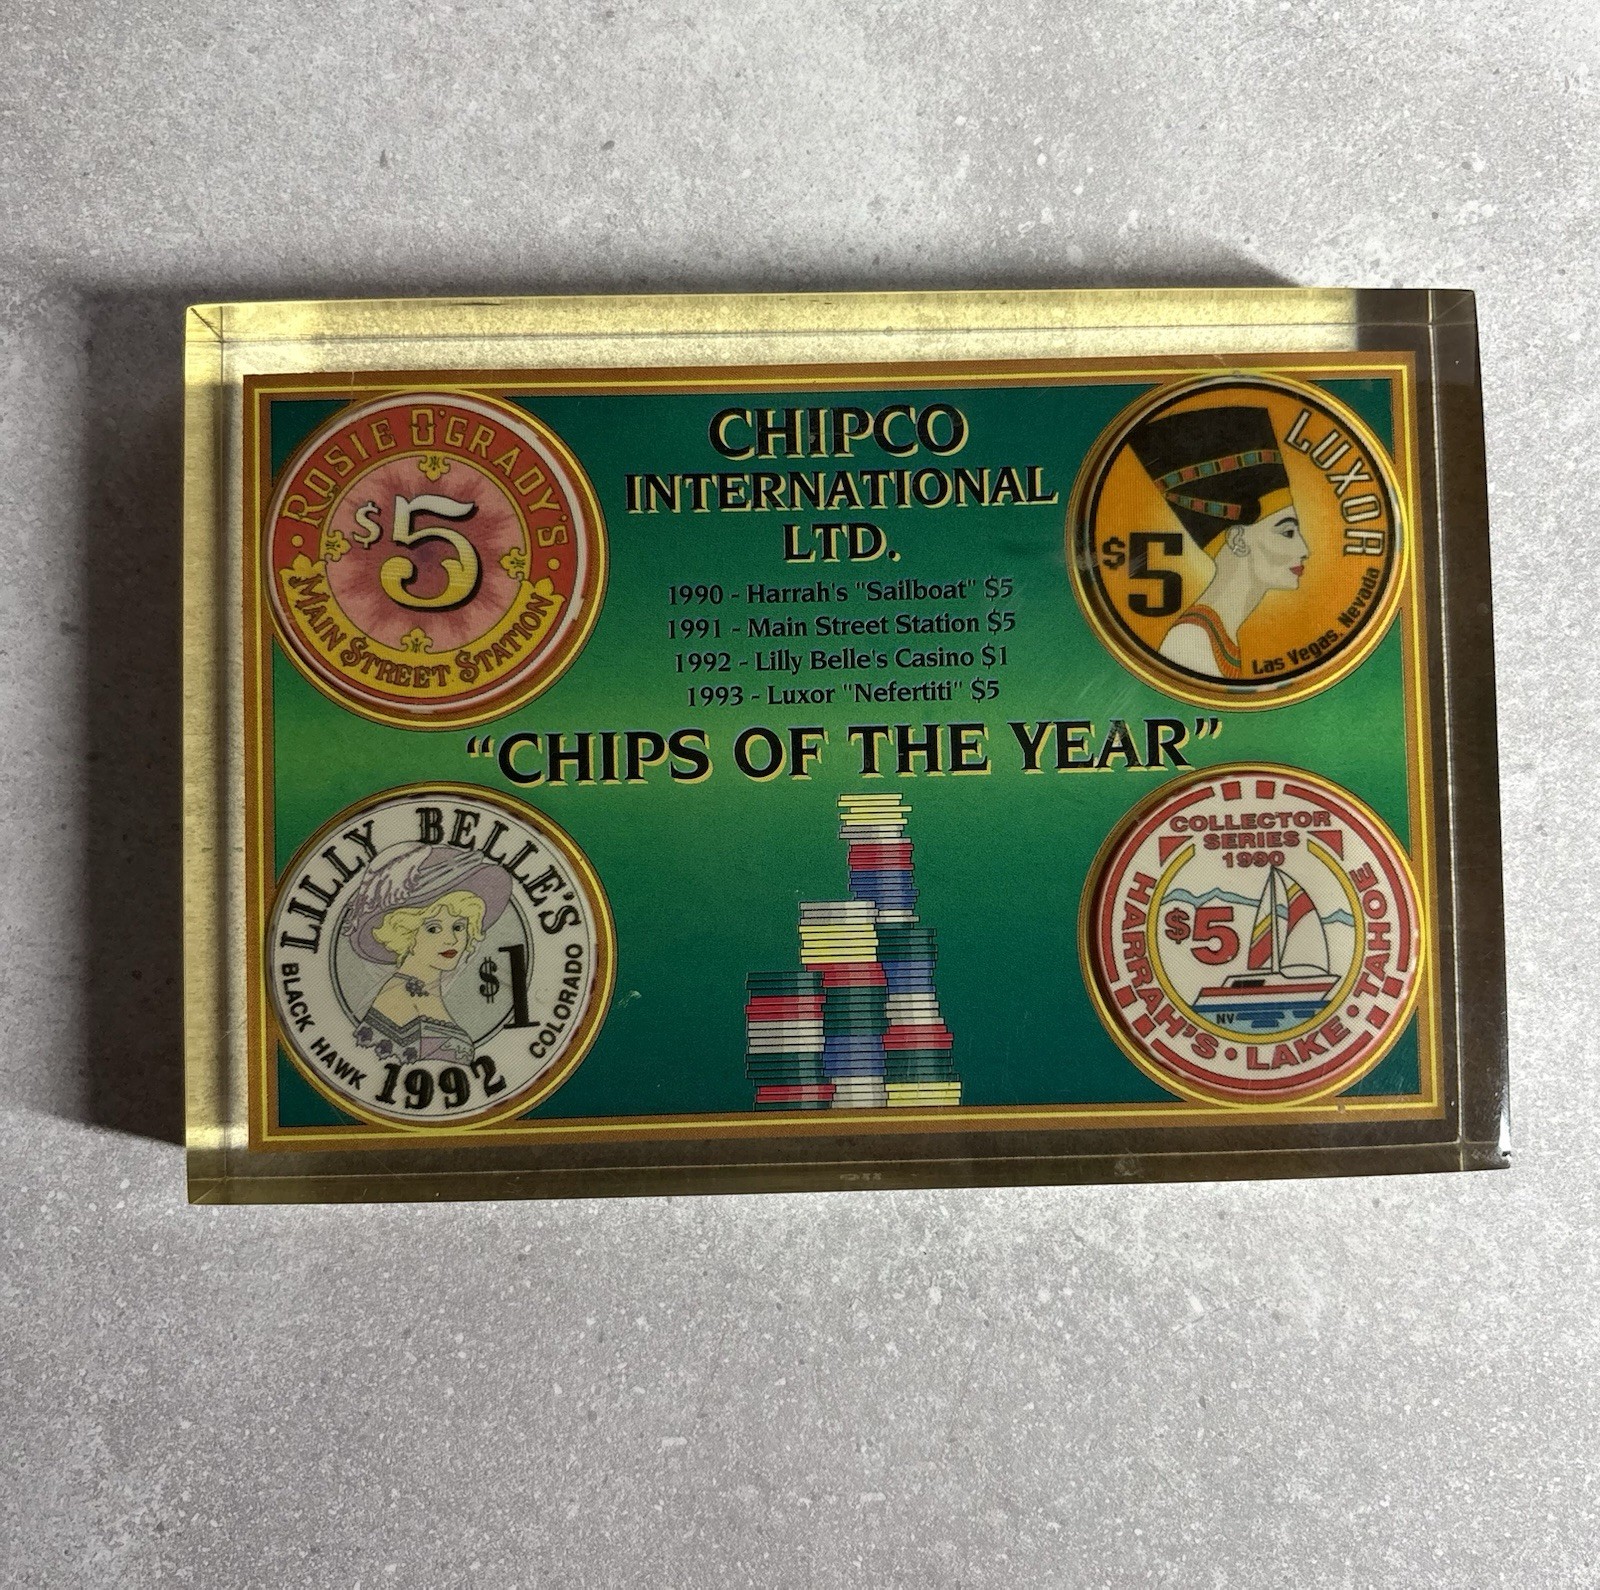 ROSIE O'GRADY'S
$5
MAIN STREET STATION
CHIPCO
INTERNATIONAL
LTD.
1990 - Harrah's "Sailboat" $5
1991 - Main Street Station $5
1992 - Lilly Belle's Casino $1
1993 - Luxor "Nefertiti" $5
"CHIPS OF THE YEAR"
LUXOR
$5
Las Vegas, Nevada
LILLY BELLE'S
$1
BLACK HAWK COLORADO
1992
COLLECTOR
SERIES
1990
$5
NV
HARRAH'S • LAKE • TAHOE